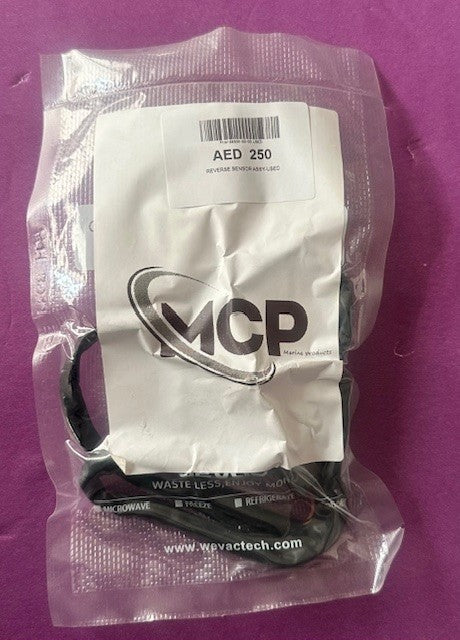 AED 250
REVERSE SENSOR ASSY-USED
MCP
Marine Products
WASTE LESS, ENJOY MORE
MICROWAVE FREEZE REFRIGERATE
www.wevactech.com